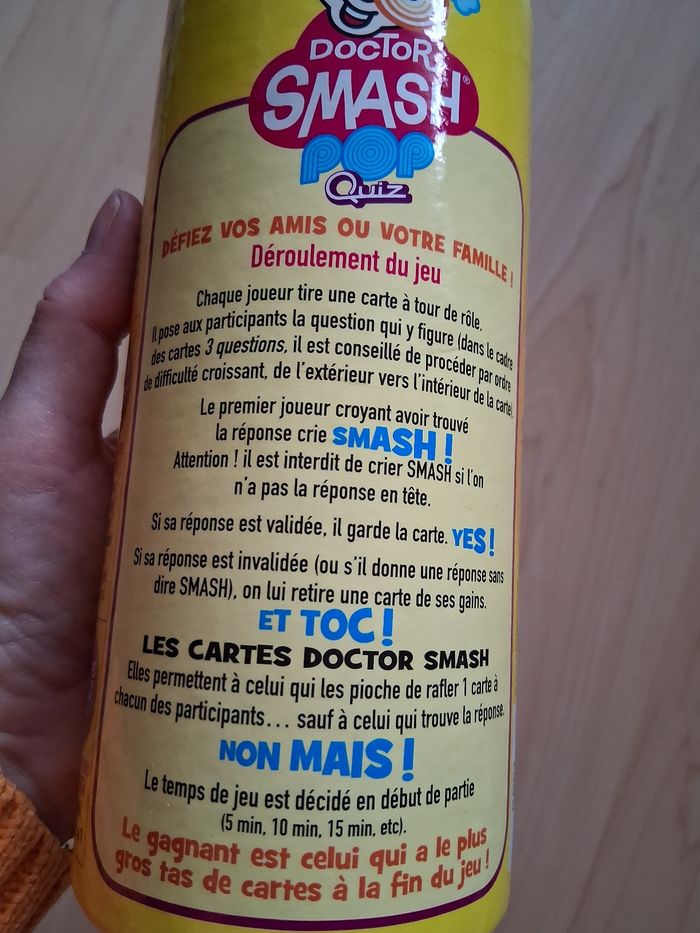 DOCTOR
SMASH®
POP
Quiz
DÉFIEZ VOS AMIS OU VOTRE FAMILLE !
Déroulement du jeu
Chaque joueur tire une carte à tour de rôle.
Il pose aux participants la question qui y figure (dans le cadre
des cartes 3 questions, il est conseillé de procéder par ordre
de difficulté croissant, de l'extérieur vers l'intérieur de la carte).
Le premier joueur croyant avoir trouvé
la réponse crie SMASH !
Attention ! il est interdit de crier SMASH si l'on
n'a pas la réponse en tête.
Si sa réponse est validée, il garde la carte. YES !
Si sa réponse est invalidée (ou s'il donne une réponse sans
dire SMASH), on lui retire une carte de ses gains.
ET TOC !
LES CARTES DOCTOR SMASH
Elles permettent à celui qui les pioche de rafler 1 carte à
chacun des participants... sauf à celui qui trouve la réponse.
NON MAIS !
Le temps de jeu est décidé en début de partie
(5 min, 10 min, 15 min, etc).
Le gagnant est celui qui a le plus
gros tas de cartes à la fin du jeu !